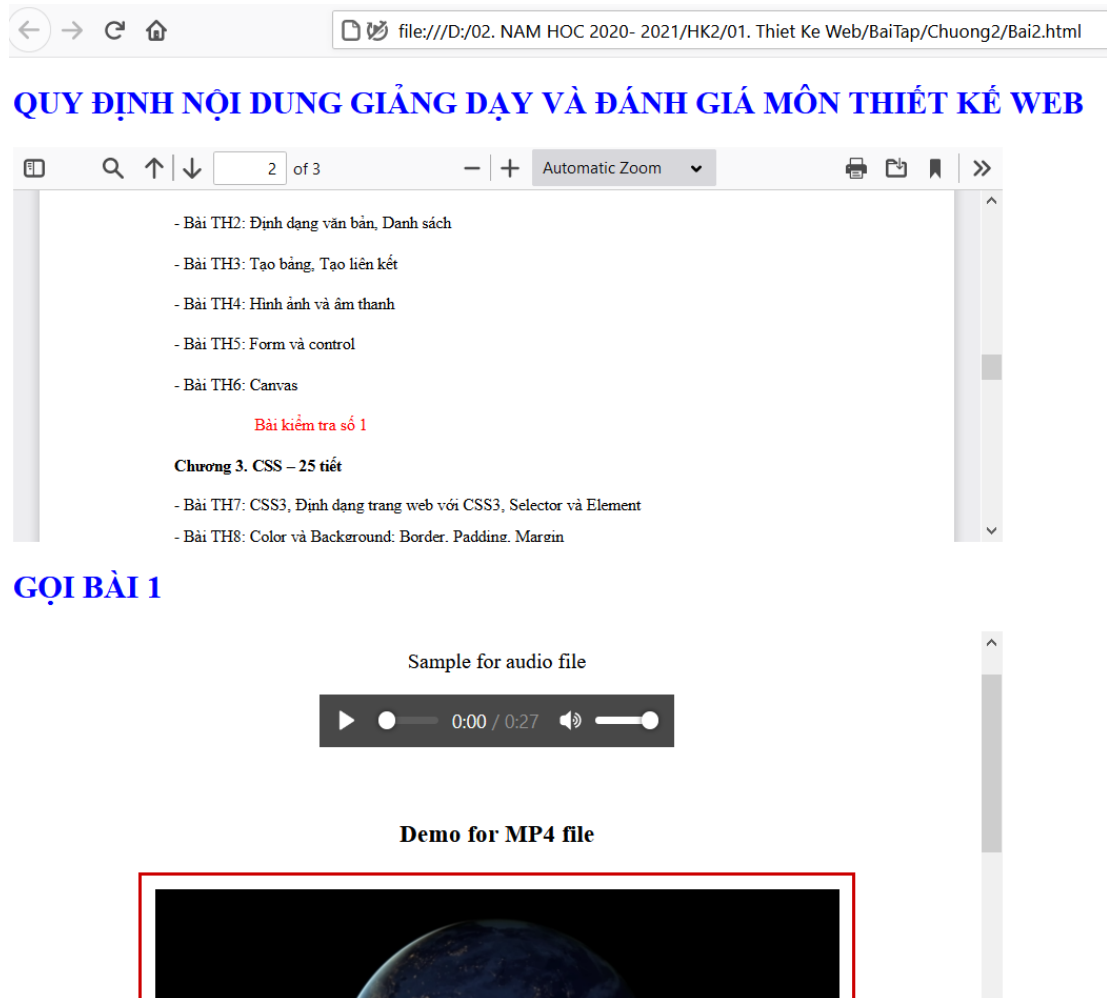 file:///D:/02. NAM HOC 2020- 2021/HK2/01. Thiet Ke Web/BaiTap/Chuong2/Bai2.html
QUY ĐỊNH NỘI DUNG GIẢNG DẠY VÀ ĐÁNH GIÁ MÔN THIẾT KẾ WEB
2 of 3 Automatic Zoom
- Bài TH2: Định dạng văn bản, Danh sách
- Bài TH3: Tạo bảng, Tạo liên kết
- Bài TH4: Hình ảnh và âm thanh
- Bài TH5: Form và control
- Bài TH6: Canvas
Bài kiểm tra số 1
Chương 3. CSS – 25 tiết
- Bài TH7: CSS3, Định dạng trang web với CSS3, Selector và Element
- Bài TH8: Color và Background; Border, Padding, Margin
GỌI BÀI 1
Sample for audio file
0:00 / 0:27
Demo for MP4 file